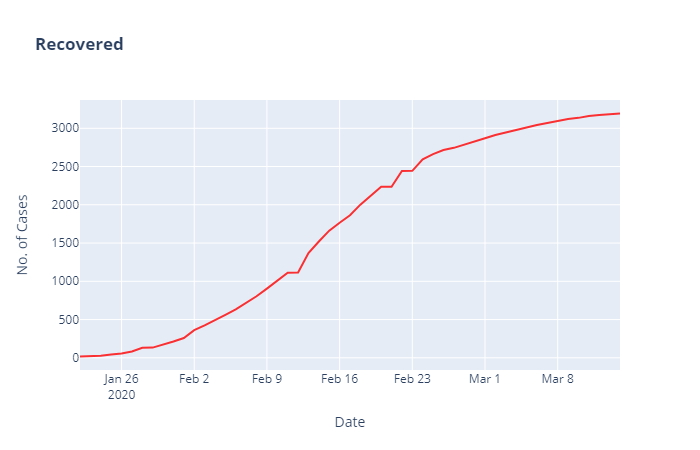 Recovered
No. of Cases
3000
2500
2000
1500
1000
500
0
Jan 26
2020
Feb 2
Feb 9
Feb 16
Feb 23
Mar 1
Mar 8
Date